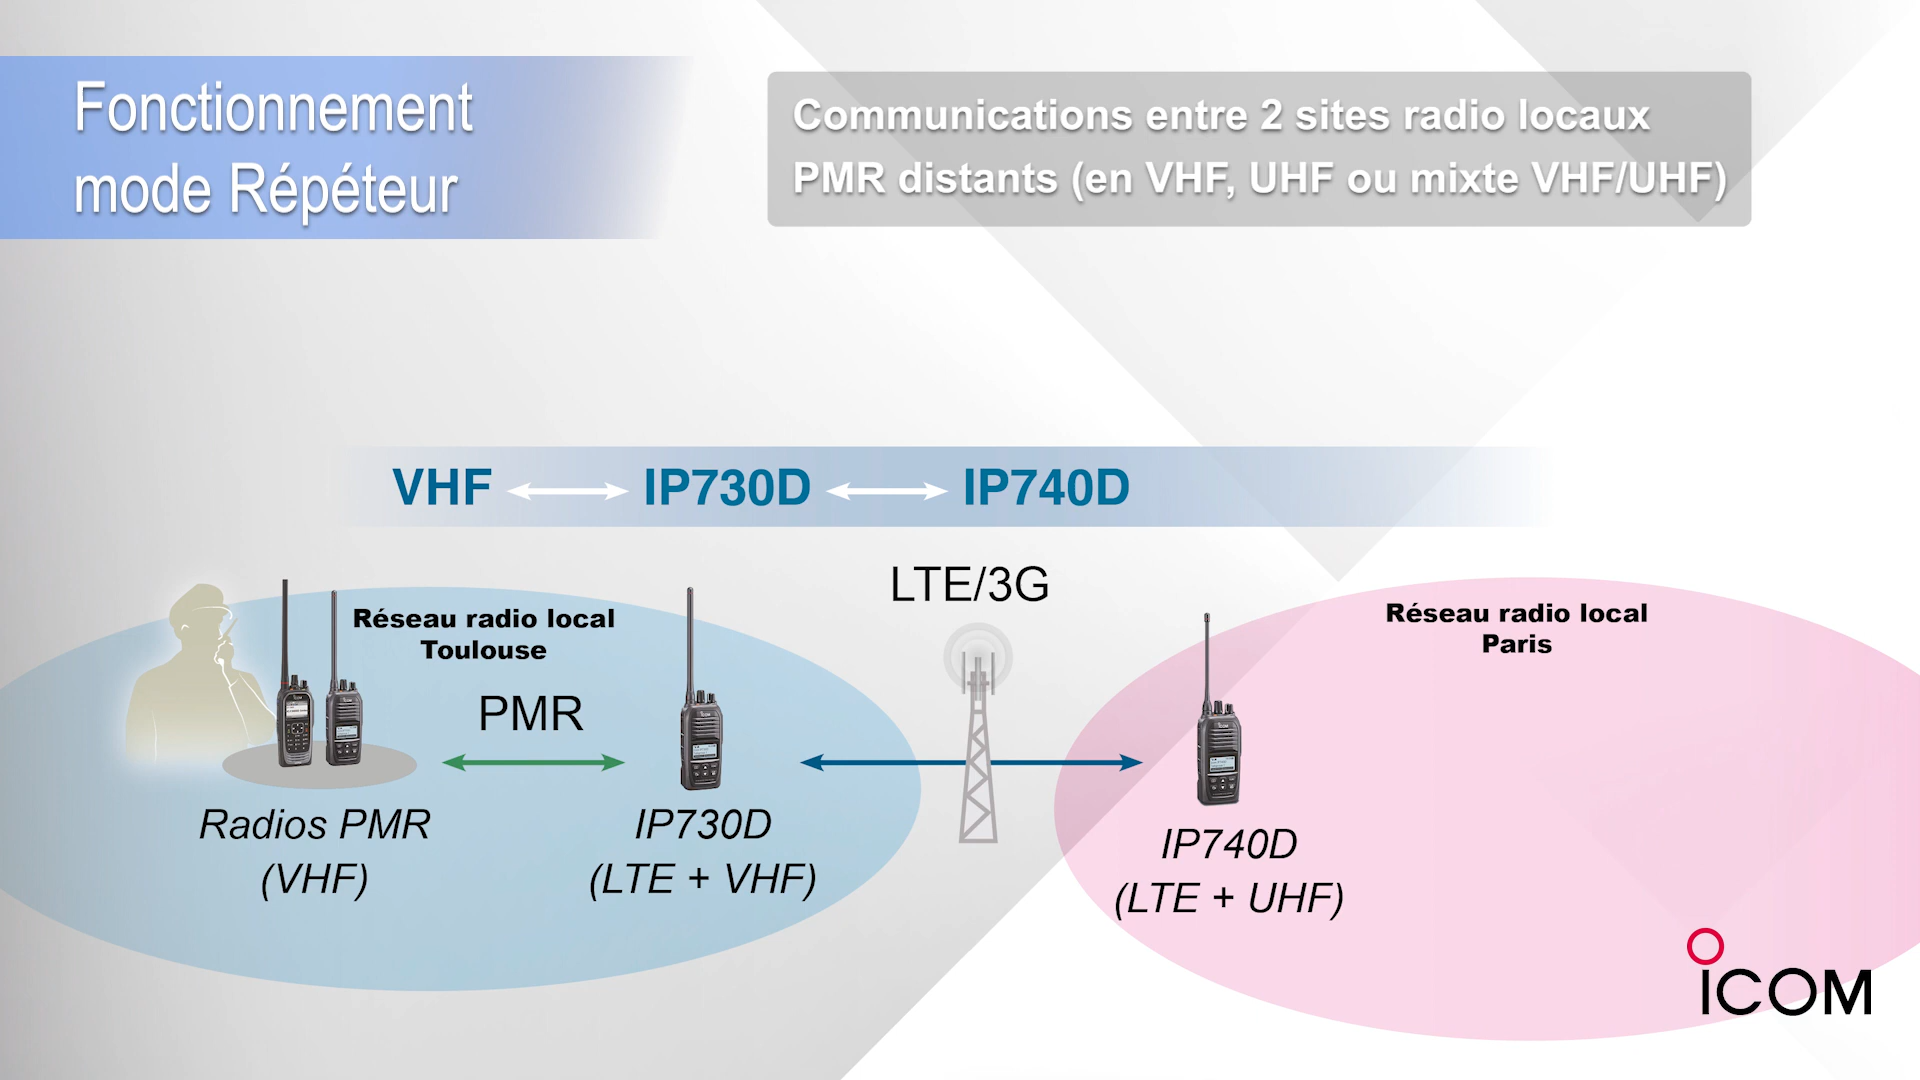 Fonctionnement
mode Répéteur
Communications entre 2 sites radio locaux
PMR distants (en VHF, UHF ou mixte VHF/UHF)
VHF IP730D IP740D
LTE/3G
Réseau radio local
Toulouse
Réseau radio local
Paris
PMR
Radios PMR
(VHF)
IP730D
(LTE + VHF)
IP740D
(LTE + UHF)
ICOM